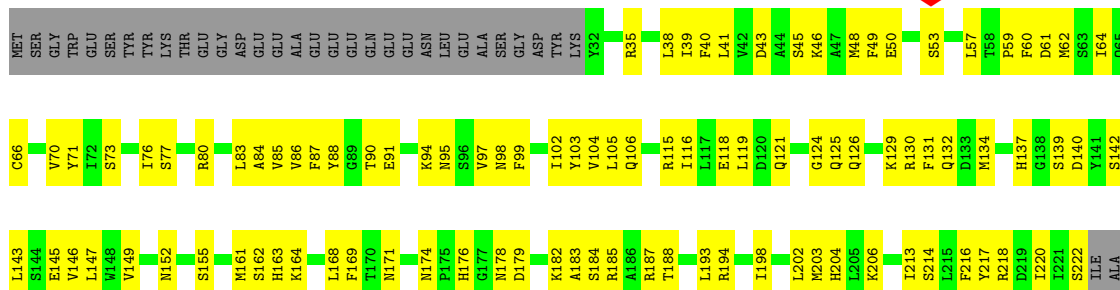 MET SER GLY TRP GLU SER TYR TYR LYS THR GLU GLY ASP GLU GLU ALA GLU GLU GLU GLN GLU GLU ASN LEU GLU ALA SER GLY ASP TYR LYS Y32 R35 L38 I39 F40 L41 V42 D43 A44 S45 K46 A47 M48 F49 E50 S53 L57 T58 P59 F60 D61 M62 S63 I64 Q65
C66 V70 Y71 I72 S73 I76 S77 R80 L83 A84 V85 V86 F87 Y88 G89 T90 E91 K94 N95 S96 V97 N98 F99 I102 Y103 V104 L105 Q106 R115 I116 L117 E118 L119 D120 Q121 G124 Q125 Q126 K129 R130 F131 Q132 D133 M134 H137 G138 S139 D140 Y141 S142
L143 S144 E145 V146 L147 W148 V149 N152 S155 M161 S162 H163 K164 L168 F169 T170 N171 N174 P175 H176 G177 N178 D179 K182 A183 S184 R185 A186 R187 T188 L193 R194 I198 L202 M203 H204 L205 K206 I213 S214 L215 F216 Y217 R218 D219 I220 I221 S222 ILE ALA